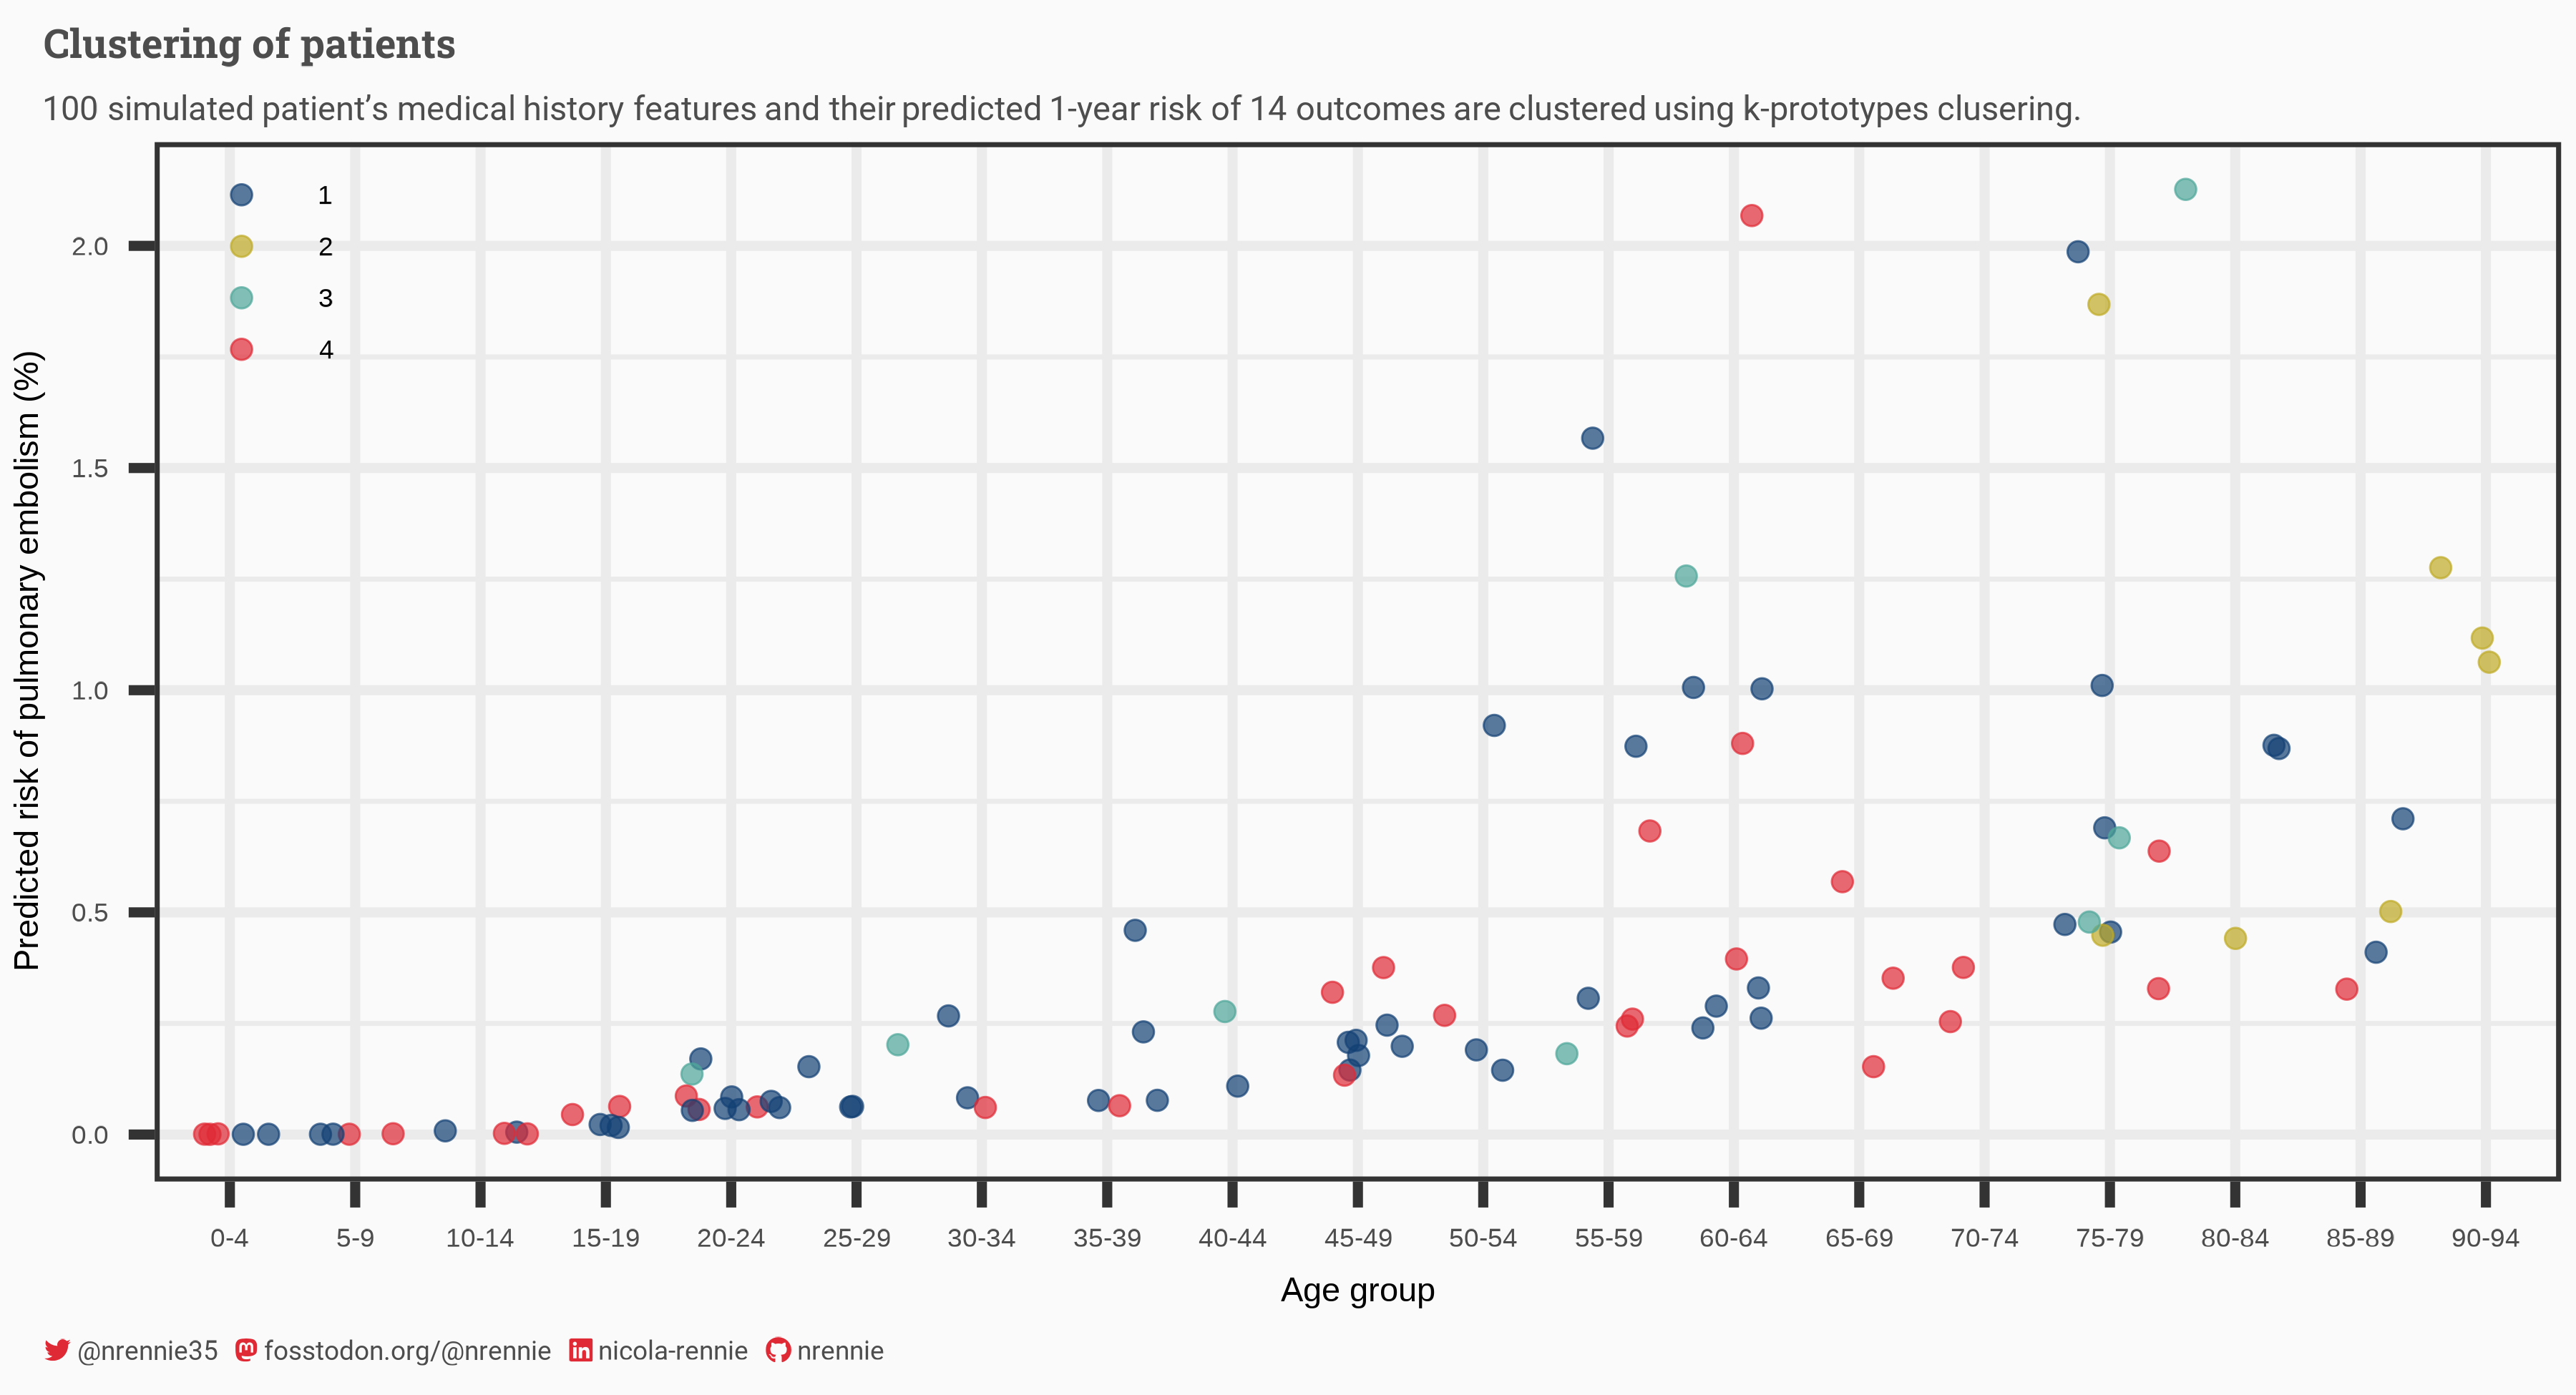 Clustering of patients
100 simulated patient’s medical history features and their predicted 1-year risk of 14 outcomes are clustered using k-prototypes clusering.
1
2
3
4
Predicted risk of pulmonary embolism (%)
2.0
1.5
1.0
0.5
0.0
0-4 5-9 10-14 15-19 20-24 25-29 30-34 35-39 40-44 45-49 50-54 55-59 60-64 65-69 70-74 75-79 80-84 85-89 90-94
Age group
@nrennie35 fosstodon.org/@nrennie nicola-rennie nrennie